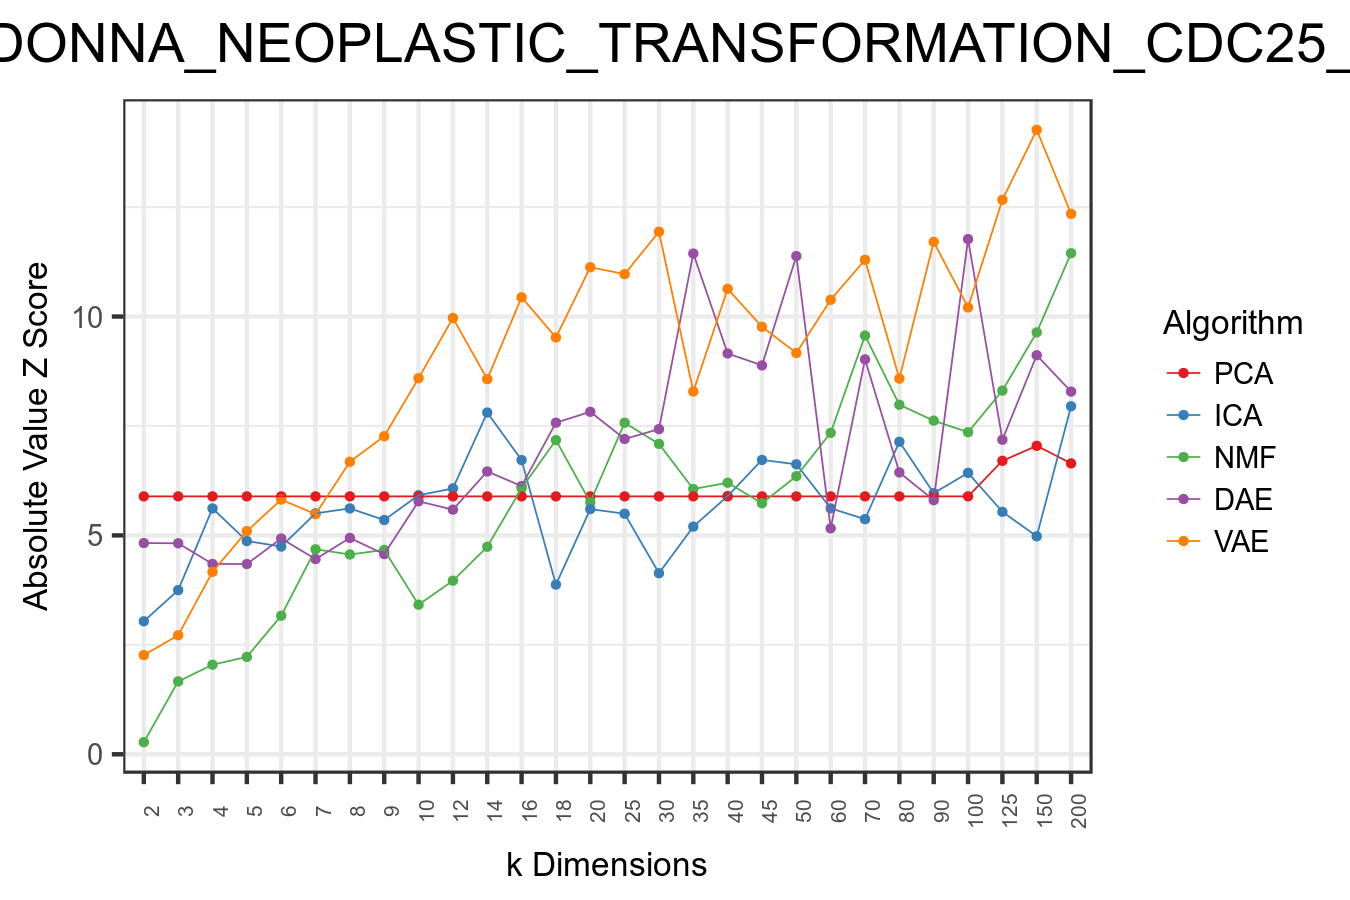 DONNA_NEOPLASTIC_TRANSFORMATION_CDC25_
Absolute Value Z Score
10
5
0
2 3 4 5 6 7 8 9 10 12 14 16 18 20 25 30 35 40 45 50 60 70 80 90 100 125 150 200
k Dimensions
Algorithm
PCA
ICA
NMF
DAE
VAE